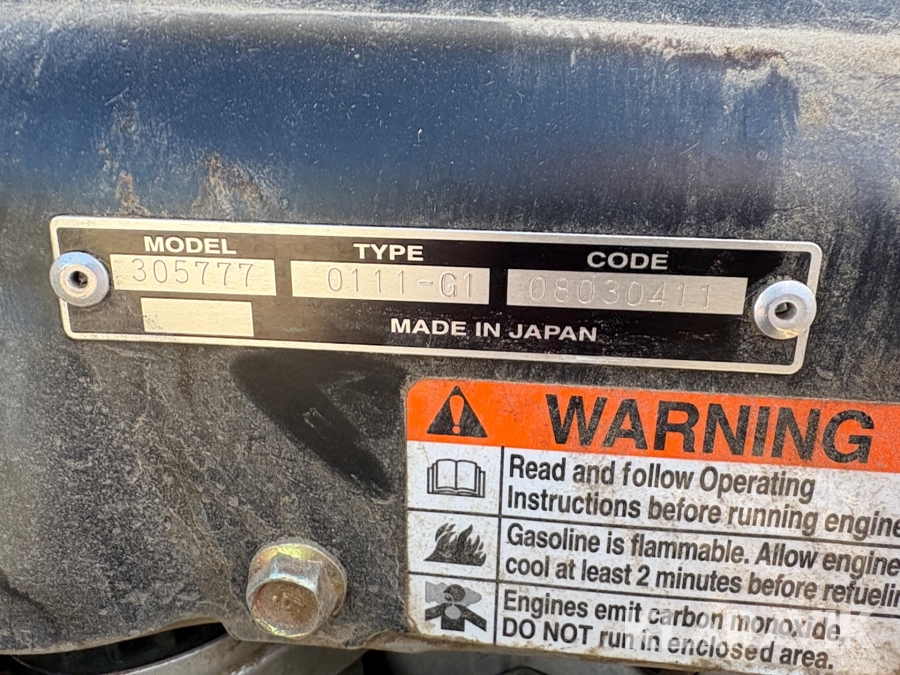 MODEL TYPE CODE
305777 0111-G1 08030411
MADE IN JAPAN
WARNING
Read and follow Operating
Instructions before running engine
Gasoline is flammable. Allow engine
cool at least 2 minutes before refuelin
Engines emit carbon monoxide,
DO NOT run in enclosed area.